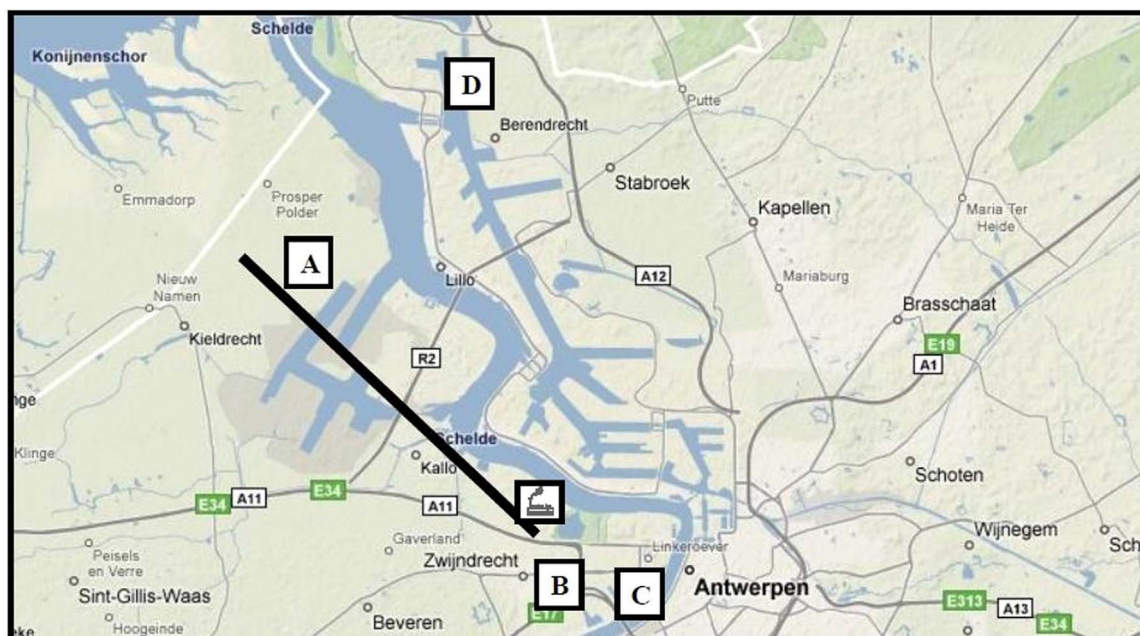 Schelde
Konijnenschor
D
Putte
Berendrecht
Stabroek
Emmadorp
Prosper
Polder
Kapellen
Maria Ter
Heide
A
Lillo
A12
Mariaburg
Nieuw
Namen
Kieldrecht
Brasschaat
E19
A1
R2
nge
Schelde
Klinge
Kallo
Schoten
E34
A11
E34
A11
Gaverland
Linkeroever
Wijnegem
Sch
Peisels
en Verre
Zwijndrecht
B
C
Antwerpen
Sint-Gillis-Waas
E17
E313
A13
Hoogeinde
Beveren
E34
eke